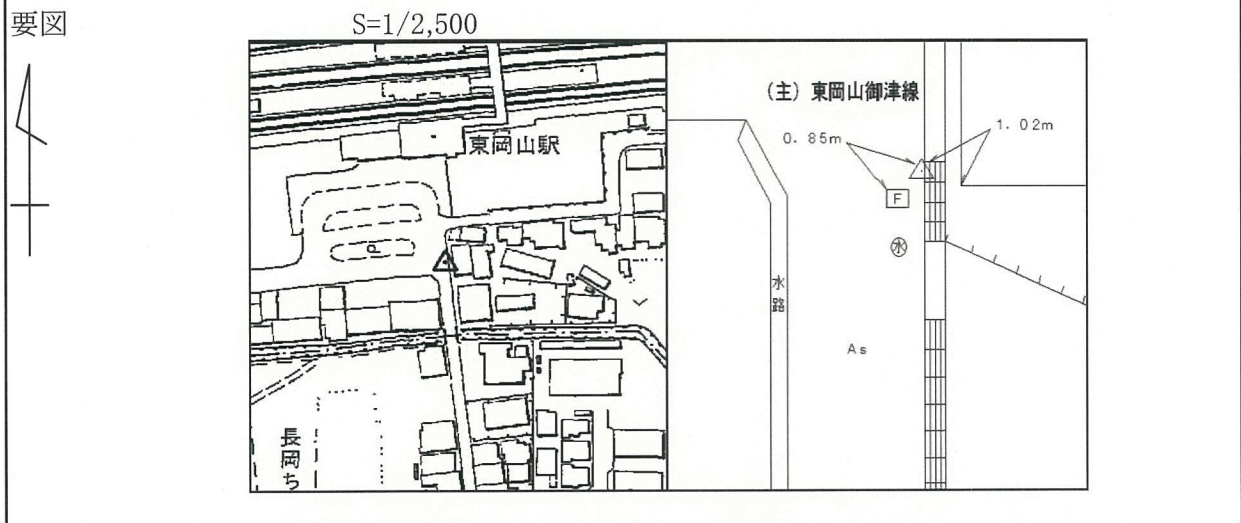 要図
S=1/2,500
東岡山駅
P
長岡ち
(主) 東岡山御津線
0.85m
1.02m
F
水
水路
As